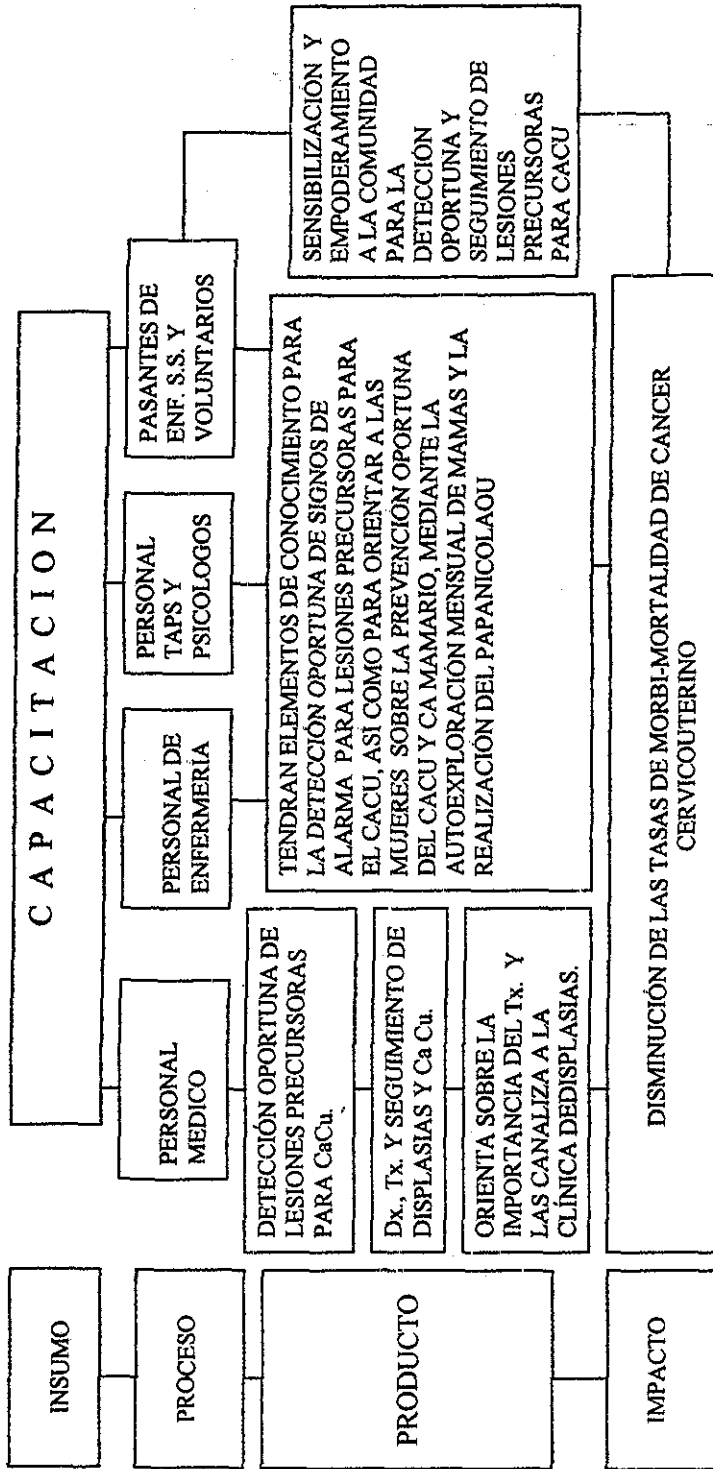 INSUMO
PROCESO
PRODUCTO
IMPACTO
C A P A C I T A C I O N
PERSONAL
MEDICO
PERSONAL DE
ENFERMERÍA
PERSONAL
TAPS Y
PSICOLOGOS
PASANTES DE
ENF. S.S. Y
VOLUNTARIOS
DETECCIÓN OPORTUNA DE
LESIONES PRECURSORAS
PARA CaCu.
Dx., Tx. Y SEGUIMIENTO DE
DISPLASIAS Y Ca Cu.
ORIENTA SOBRE LA
IMPORTANCIA DEL Tx. Y
LAS CANALIZA A LA
CLÍNICA DEDISPLASIAS.
TENDRAN ELEMENTOS DE CONOCIMIENTO PARA
LA DETECCIÓN OPORTUNA DE SIGNOS DE
ALARMA PARA LESIONES PRECURSORAS PARA
EL CACU, ASÍ COMO PARA ORIENTAR A LAS
MUJERES SOBRE LA PREVENCIÓN OPORTUNA
DEL CACU Y CA MAMARIO, MEDIANTE LA
AUTOEXPLORACIÓN MENSUAL DE MAMAS Y LA
REALIZACIÓN DEL PAPANICOLAOU
SENSIBILIZACIÓN Y
EMPODERAMIENTO
A LA COMUNIDAD
PARA LA
DETECCIÓN
OPORTUNA Y
SEGUIMIENTO DE
LESIONES
PRECURSORAS
PARA CACU
DISMINUCIÓN DE LAS TASAS DE MORBI-MORTALIDAD DE CANCER
CERVICOUTERINO